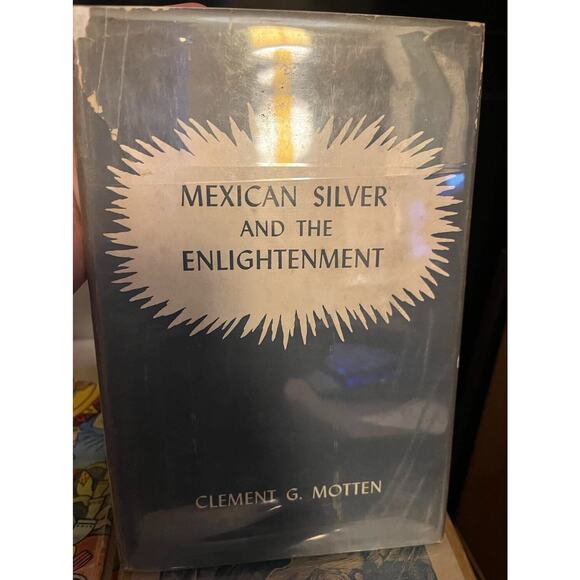 MEXICAN SILVER
AND THE
ENLIGHTENMENT
CLEMENT G. MOTTEN